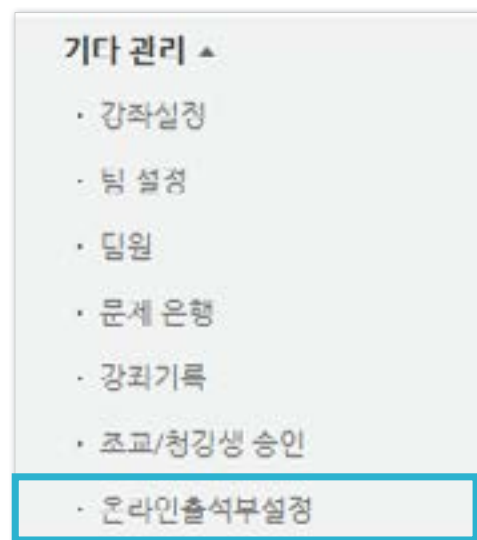 기타 관리 ▲
· 강좌설정
· 팀 설정
· 팀원
· 문제 은행
· 강좌기록
· 조교/청강생 승인
· 온라인출석부설정